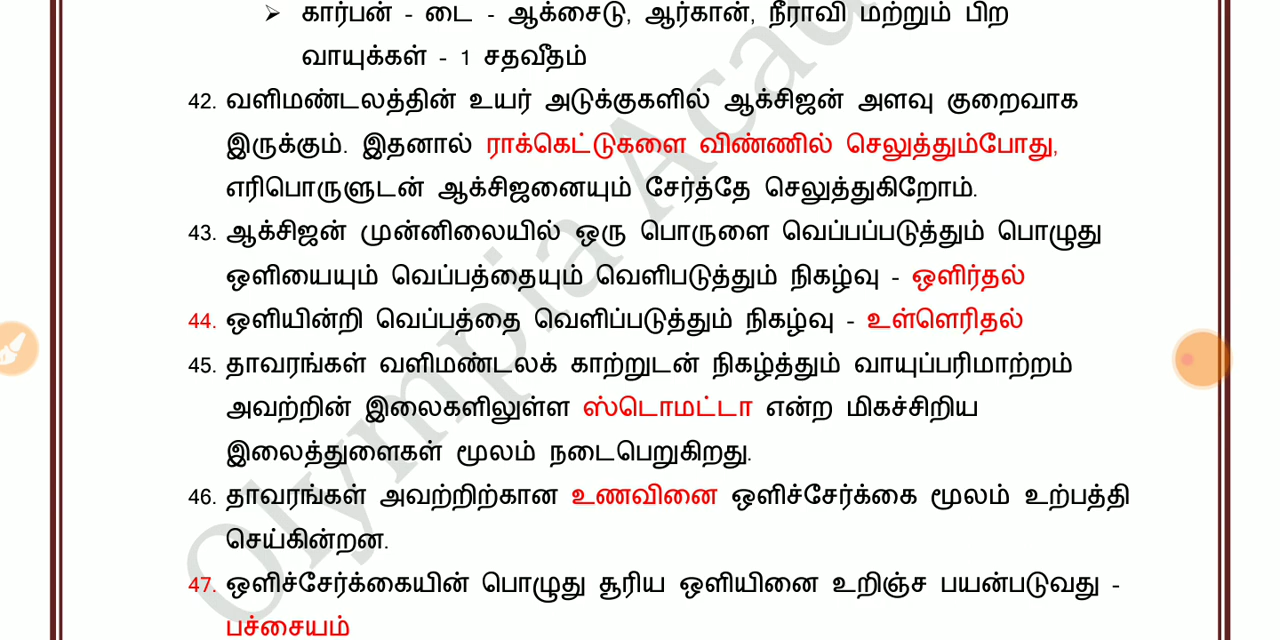 ➢ கார்பன் - டை - ஆக்சைடு, ஆர்கான், நீராவி மற்றும் பிற
வாயுக்கள் - 1 சதவீதம்
42. வளிமண்டலத்தின் உயர் அடுக்குகளில் ஆக்சிஜன் அளவு குறைவாக
இருக்கும். இதனால் ராக்கெட்டுகளை விண்ணில் செலுத்தும்போது,
எரிபொருளுடன் ஆக்சிஜனையும் சேர்த்தே செலுத்துகிறோம்.
43. ஆக்சிஜன் முன்னிலையில் ஒரு பொருளை வெப்பப்படுத்தும் பொழுது
ஒளியையும் வெப்பத்தையும் வெளிபடுத்தும் நிகழ்வு - ஒளிர்தல்
44. ஒளியின்றி வெப்பத்தை வெளிப்படுத்தும் நிகழ்வு - உள்ளெரிதல்
45. தாவரங்கள் வளிமண்டலக் காற்றுடன் நிகழ்த்தும் வாயுப்பரிமாற்றம்
அவற்றின் இலைகளிலுள்ள ஸ்டொமட்டா என்ற மிகச்சிறிய
இலைத்துளைகள் மூலம் நடைபெறுகிறது.
46. தாவரங்கள் அவற்றிற்கான உணவினை ஒளிச்சேர்க்கை மூலம் உற்பத்தி
செய்கின்றன.
47. ஒளிச்சேர்க்கையின் பொழுது சூரிய ஒளியினை உறிஞ்ச பயன்படுவது -
பச்சையம்
Olympia Acad